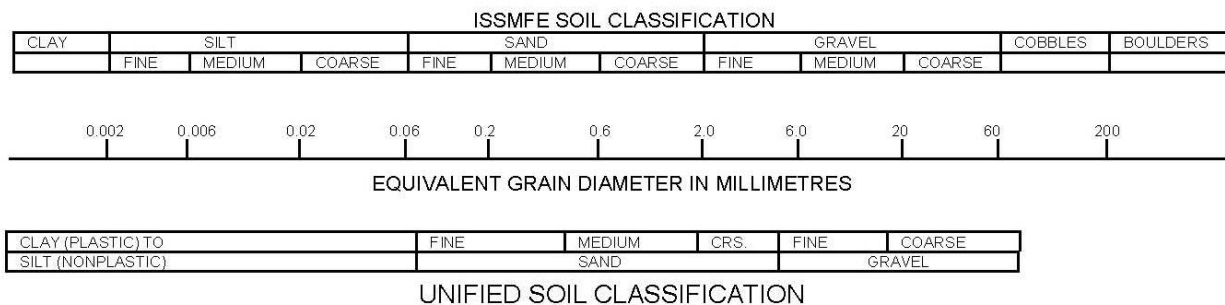 ISSMFE SOIL CLASSIFICATION
CLAY SILT SAND GRAVEL COBBLES BOULDERS
FINE MEDIUM COARSE FINE MEDIUM COARSE FINE MEDIUM COARSE
0.002 0.006 0.02 0.06 0.2 0.6 2.0 6.0 20 60 200
EQUIVALENT GRAIN DIAMETER IN MILLIMETRES
CLAY (PLASTIC) TO FINE MEDIUM CRS. FINE COARSE
SILT (NONPLASTIC) SAND GRAVEL
UNIFIED SOIL CLASSIFICATION